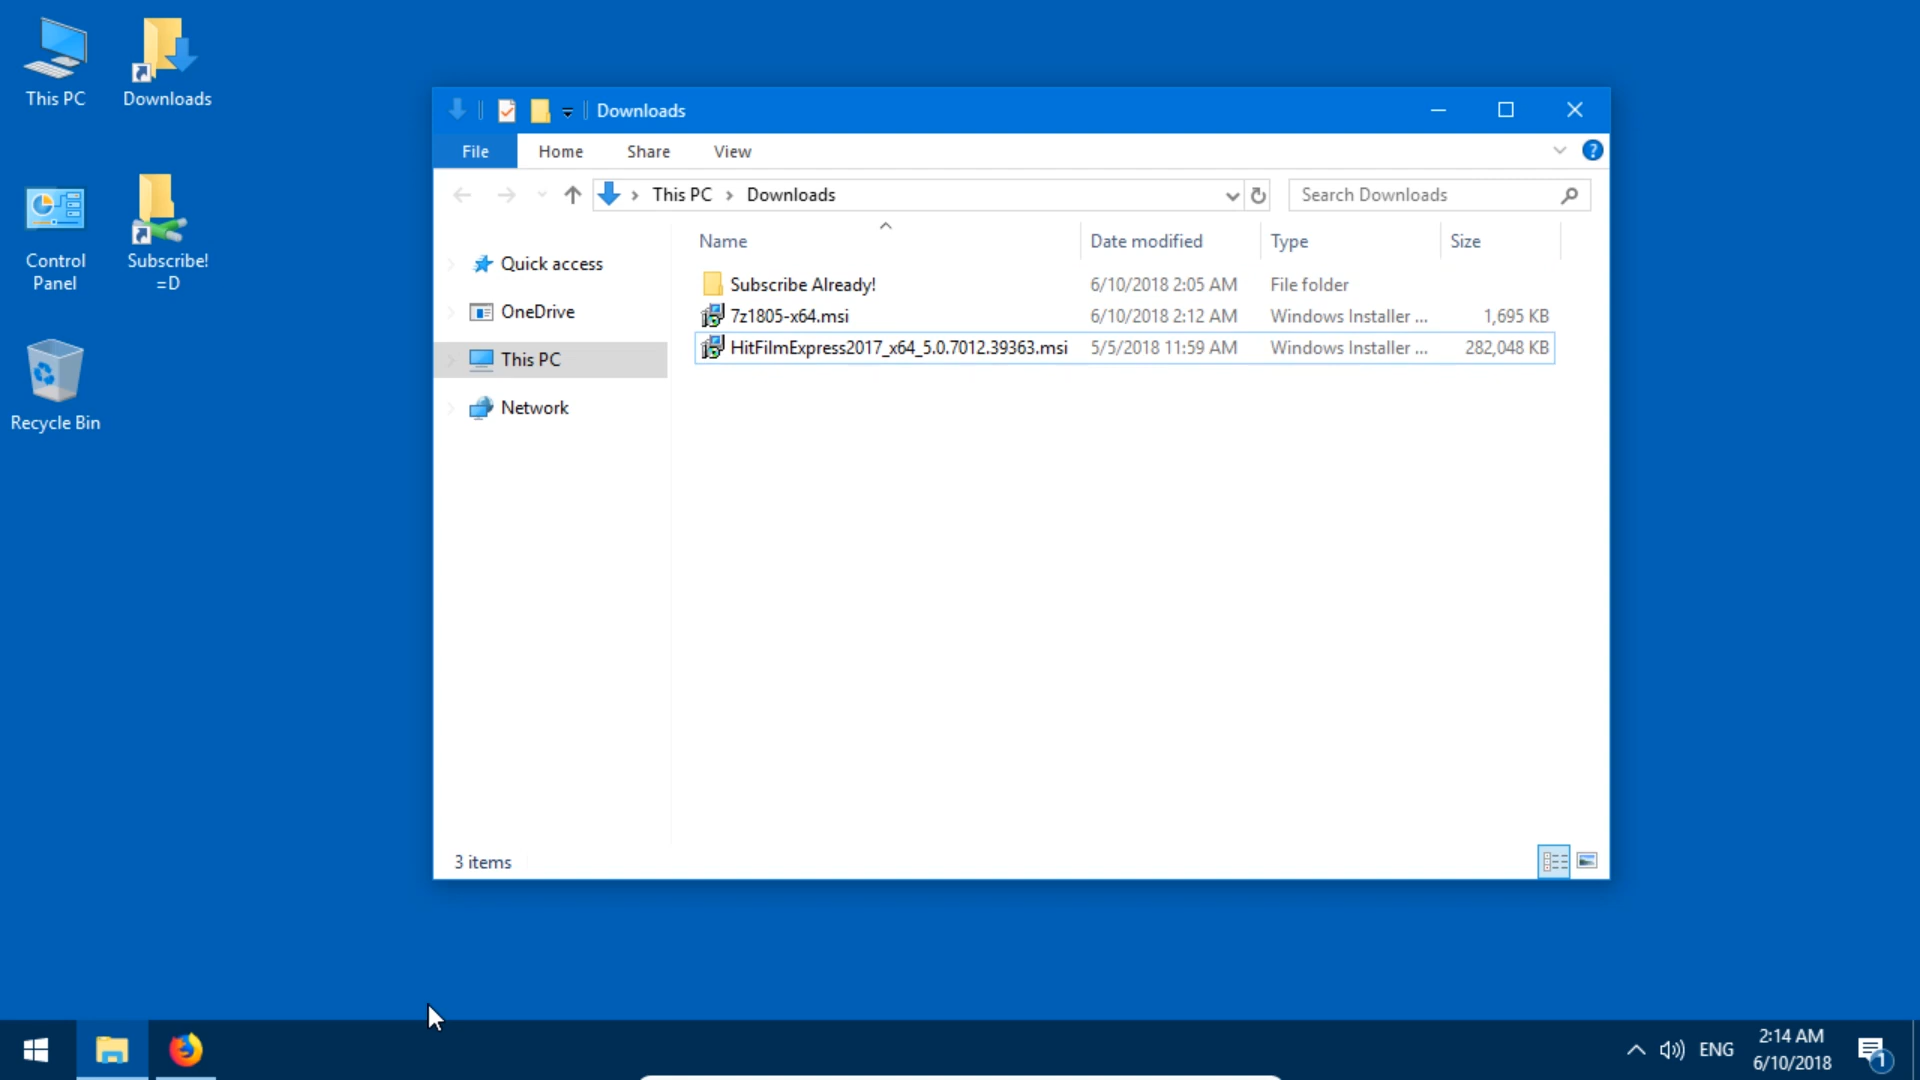 This PC
Downloads
Control
Panel
Subscribe!
=D
Recycle Bin
Downloads
File Home Share View
This PC Downloads
Search Downloads
Name Date modified Type Size
Quick access
OneDrive
This PC
Network
Subscribe Already! 6/10/2018 2:05 AM File folder
7z1805-x64.msi 6/10/2018 2:12 AM Windows Installer ... 1,695 KB
HitFilmExpress2017_x64_5.0.7012.39363.msi 5/5/2018 11:59 AM Windows Installer ... 282,048 KB
3 items
ENG
2:14 AM
6/10/2018
1